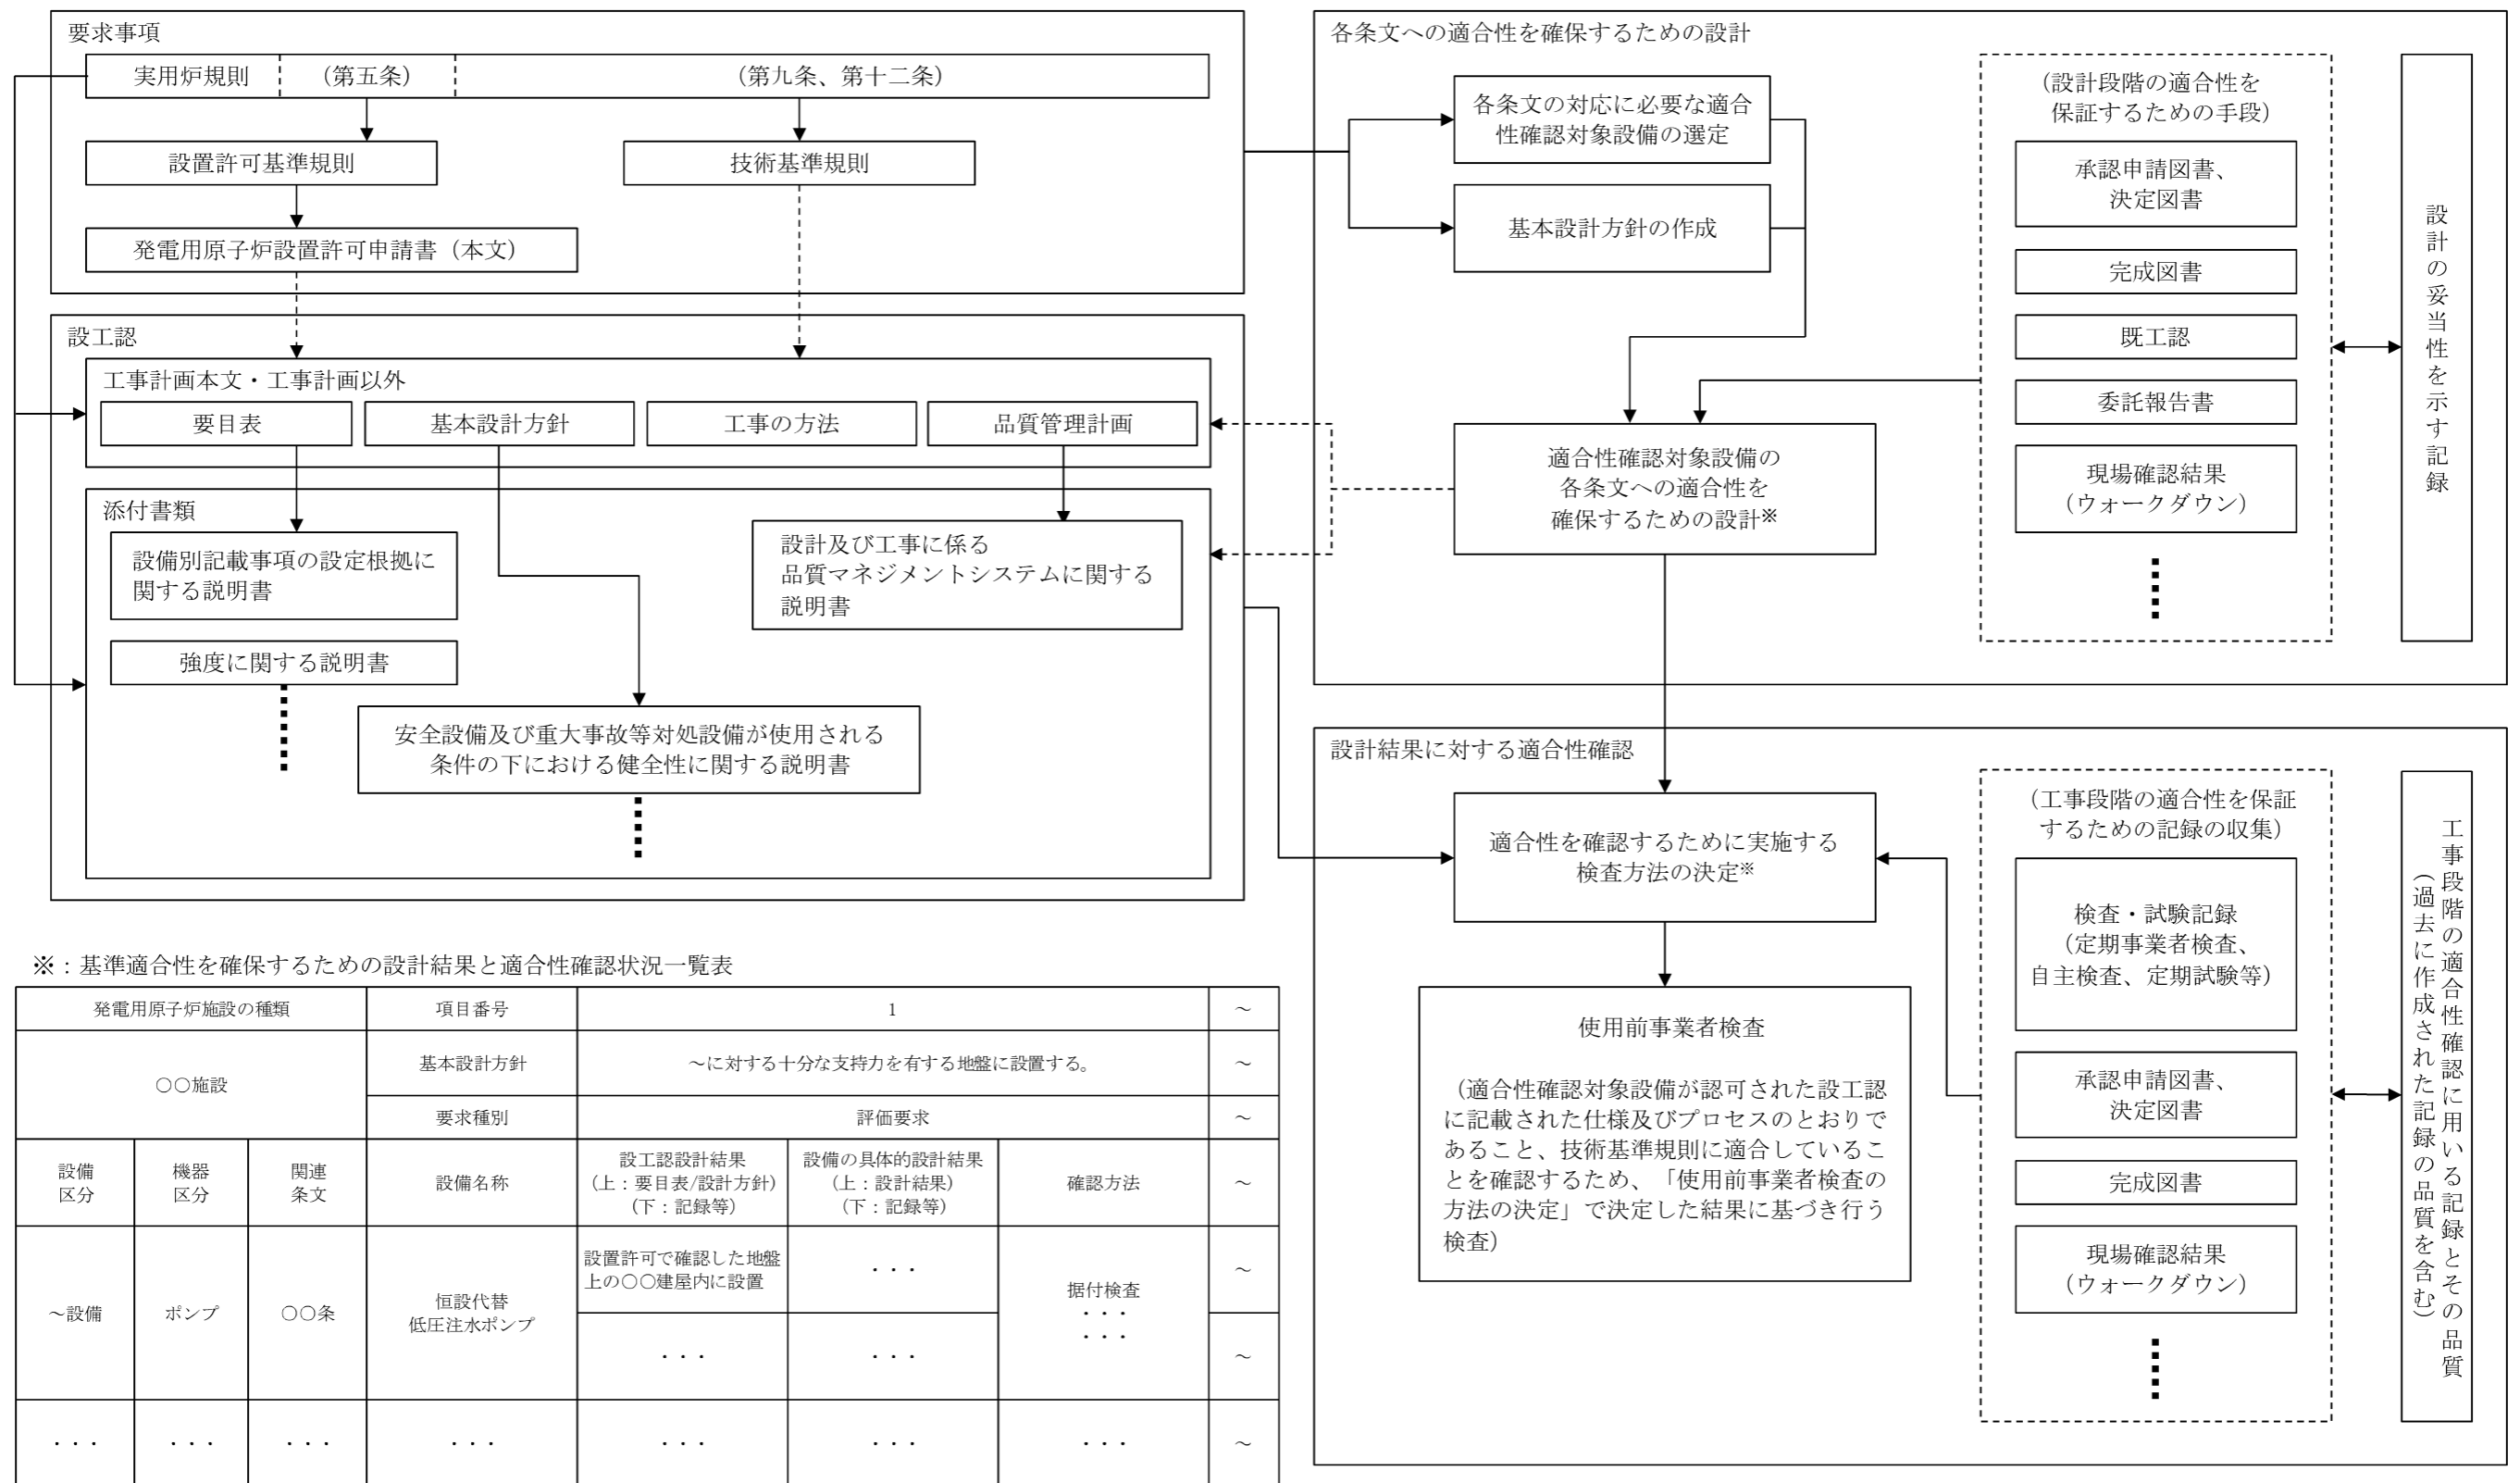 要求事項
実用炉規則
(第五条)
(第九条、第十二条)
設置許可基準規則
技術基準規則
発電用原子炉設置許可申請書（本文）
設工認
工事計画本文・工事計画以外
要目表
基本設計方針
工事の方法
品質管理計画
添付書類
設備別記載事項の設定根拠に
関する説明書
設計及び工事に係る
品質マネジメントシステムに関する
説明書
強度に関する説明書
安全設備及び重大事故等対処設備が使用される
条件の下における健全性に関する説明書
各条文への適合性を確保するための設計
各条文の対応に必要な適合
性確認対象設備の選定
基本設計方針の作成
適合性確認対象設備の
各条文への適合性を
確保するための設計※
（設計段階の適合性を
保証するための手段）
承認申請図書、
決定図書
完成図書
既工認
委託報告書
現場確認結果
（ウォークダウン）
設計の妥当性を示す記録
設計結果に対する適合性確認
適合性を確認するために実施する
検査方法の決定※
使用前事業者検査
（適合性確認対象設備が認可された設工認
に記載された仕様及びプロセスのとおりで
あること、技術基準規則に適合しているこ
とを確認するため、「使用前事業者検査の
方法の決定」で決定した結果に基づき行う
検査）
（工事段階の適合性を保証
するための記録の収集）
検査・試験記録
（定期事業者検査、
自主検査、定期試験等）
承認申請図書、
決定図書
完成図書
現場確認結果
（ウォークダウン）
工事段階の適合性確認に用いる記録とその品質
（過去に作成された記録の品質を含む）
※：基準適合性を確保するための設計結果と適合性確認状況一覧表
発電用原子炉施設の種類 項目番号 1 ～
○○施設 基本設計方針 ～に対する十分な支持力を有する地盤に設置する。 ～
要求種別 評価要求 ～
設備
区分
機器
区分
関連
条文
設備名称
設工認設計結果
（上：要目表/設計方針）
（下：記録等）
設備の具体的設計結果
（上：設計結果）
（下：記録等）
確認方法
～
～設備
ポンプ
○○条
恒設代替
低圧注水ポンプ
設置許可で確認した地盤
上の○○建屋内に設置
・・・
据付検査
・・・
・・・
～
・・・ ・・・ ～
・・・ ・・・ ・・・ ・・・ ・・・ ・・・ ・・・ ～